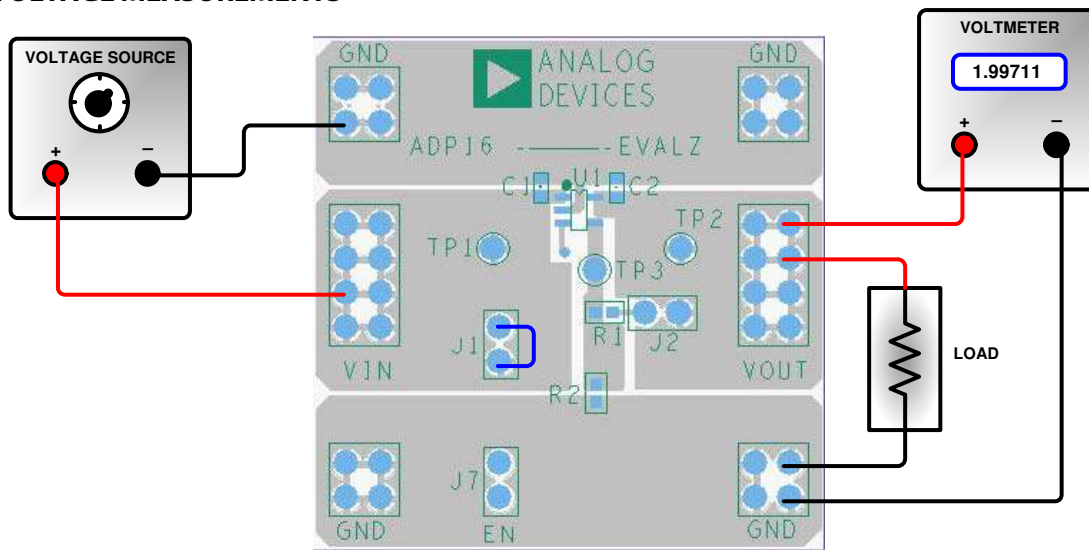 VOLTAGE SOURCE
+ –
GND
ANALOG
DEVICES
GND
ADP16 - ——— - EVALZ
C1
U1
C2
TP1
TP2
TP3
R1
J2
J1
VIN
VOUT
R2
J7
GND
EN
GND
VOLTMETER
1.99711
+ –
LOAD